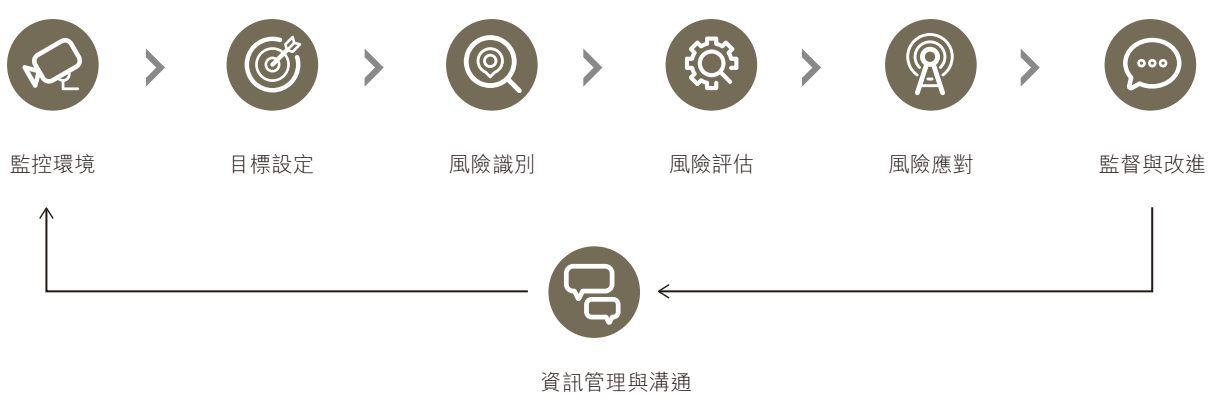 監控環境
目標設定
風險識別
風險評估
風險應對
監督與改進
資訊管理與溝通